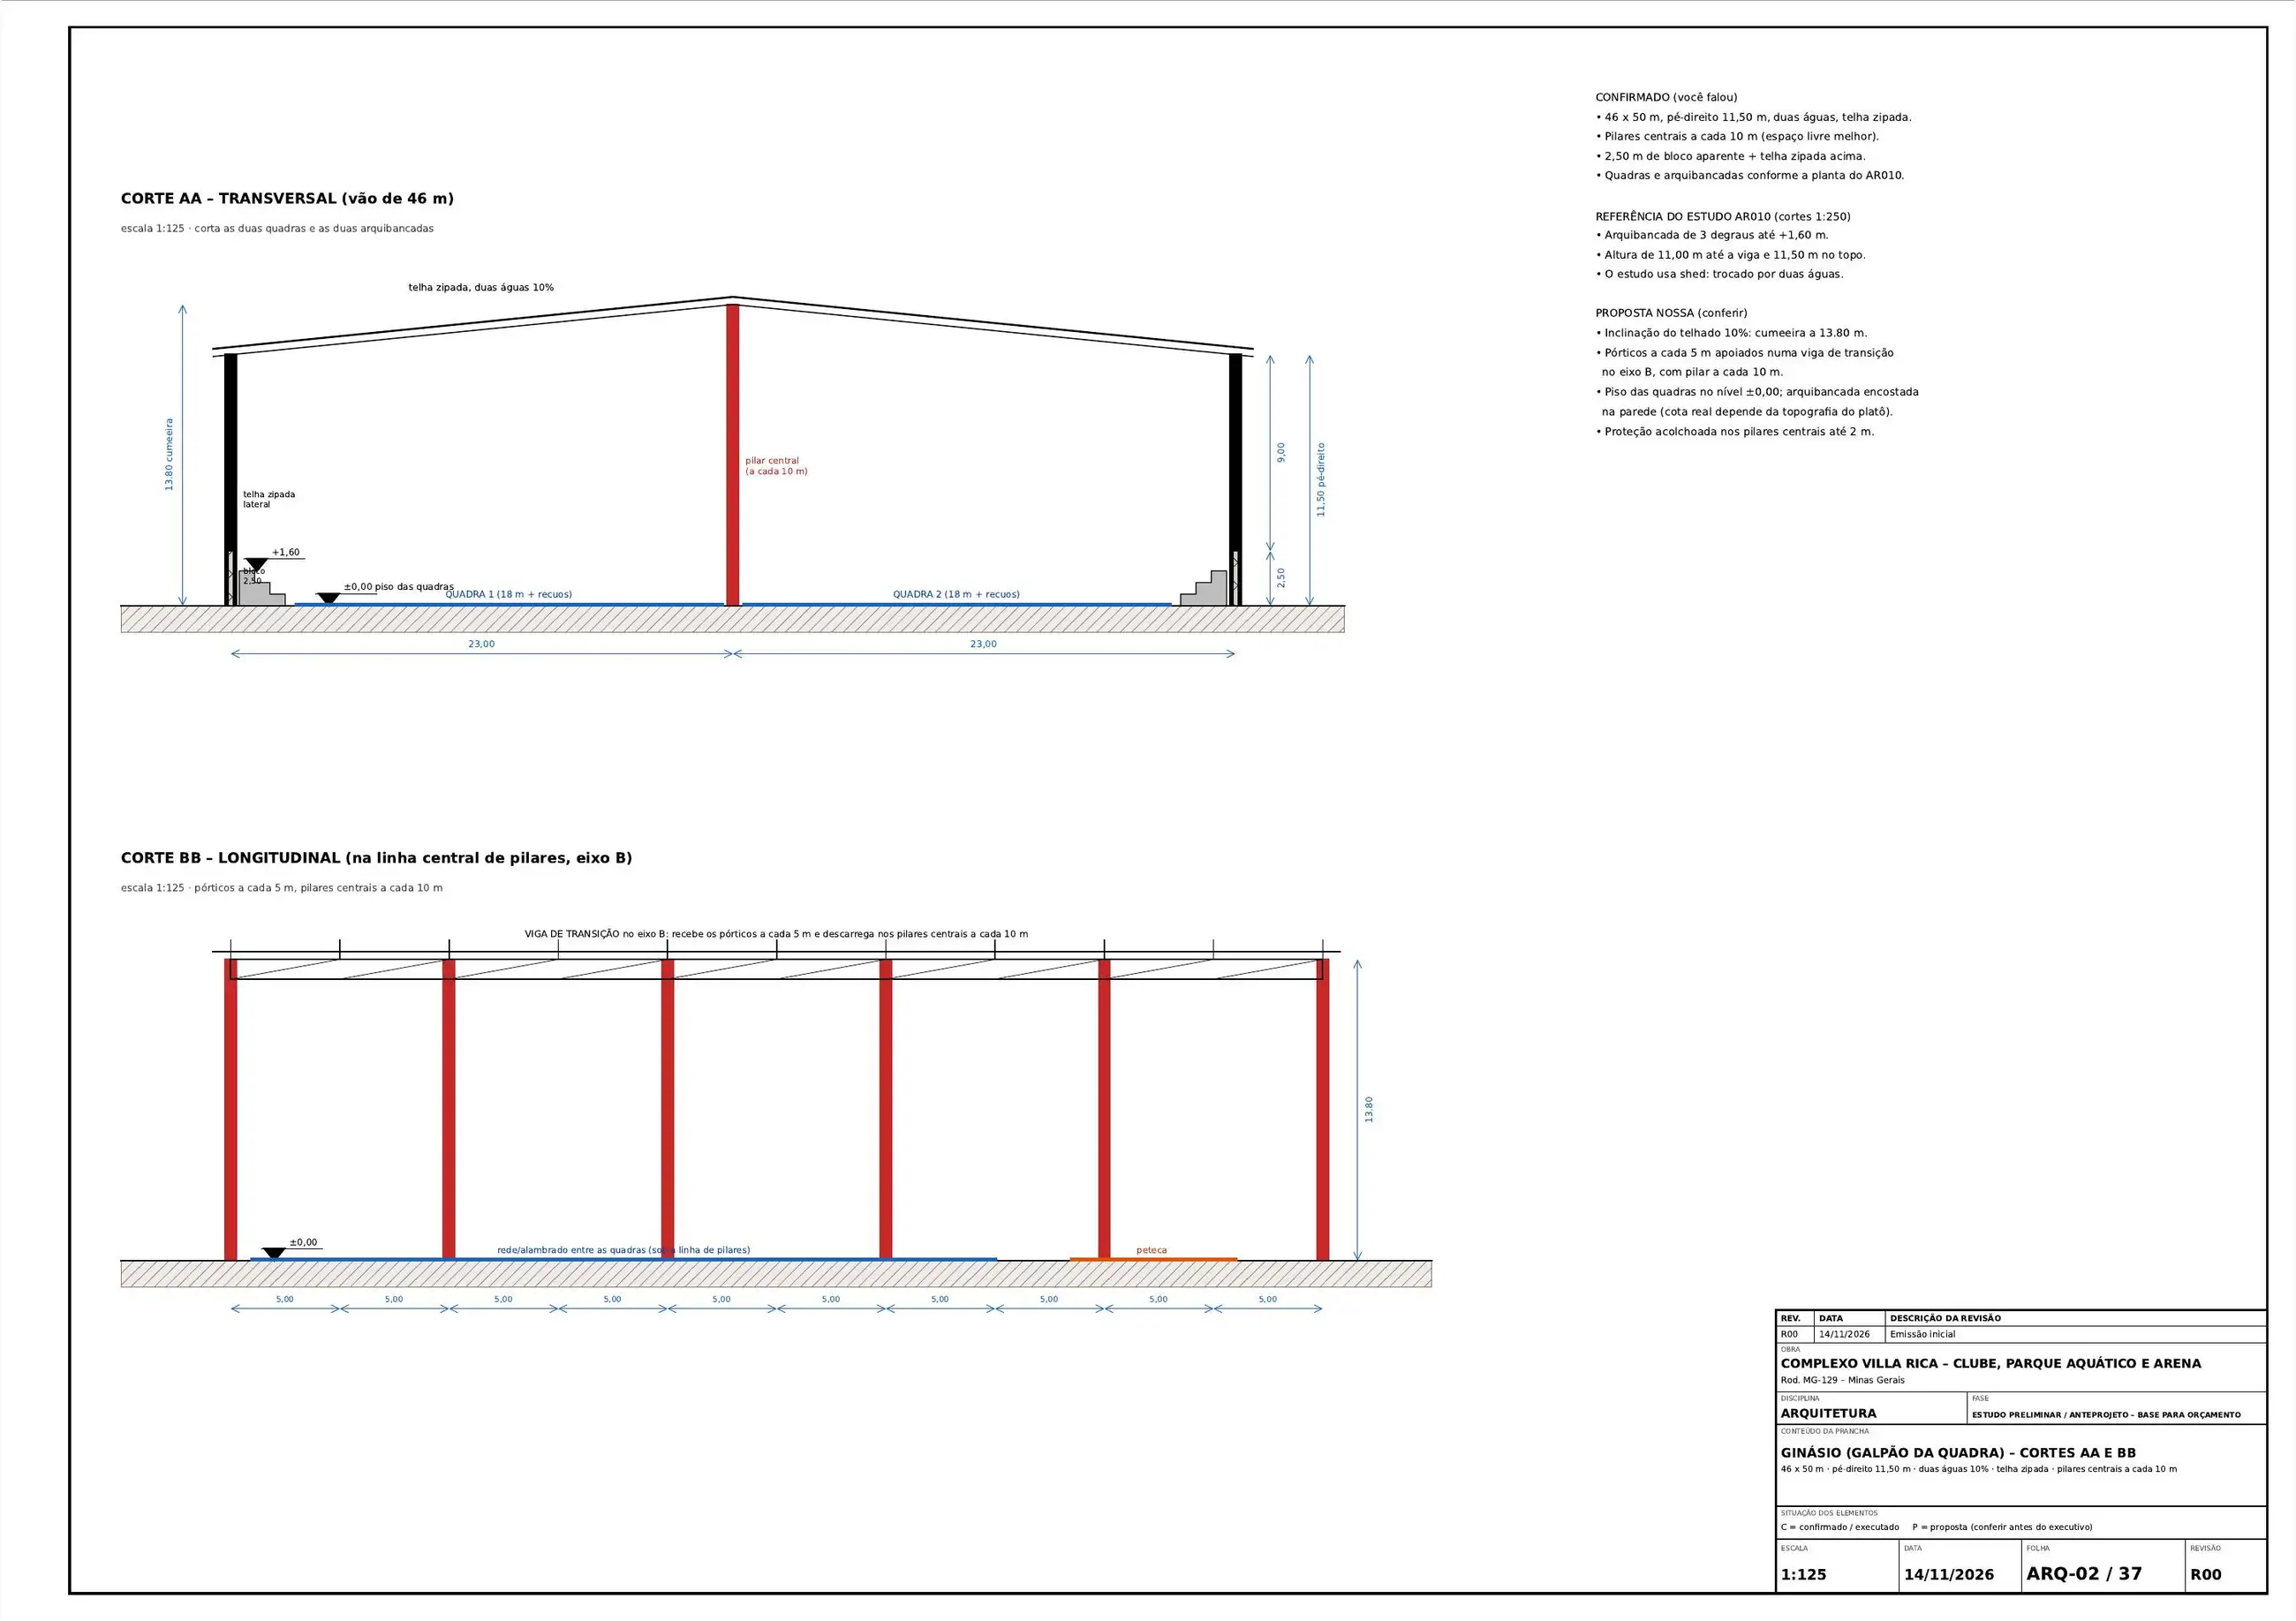 CONFIRMADO (você falou)
• 46 x 50 m, pé-direito 11,50 m, duas águas, telha zipada.
• Pilares centrais a cada 10 m (espaço livre melhor).
• 2,50 m de bloco aparente + telha zipada acima.
• Quadras e arquibancadas conforme a planta do AR010.
REFERÊNCIA DO ESTUDO AR010 (cortes 1:250)
• Arquibancada de 3 degraus até +1,60 m.
• Altura de 11,00 m até a viga e 11,50 m no topo.
• O estudo usa shed: trocado por duas águas.
PROPOSTA NOSSA (conferir)
• Inclinação do telhado 10%: cumeeira a 13.80 m.
• Pórticos a cada 5 m apoiados numa viga de transição
no eixo B, com pilar a cada 10 m.
• Piso das quadras no nível ±0,00; arquibancada encostada
na parede (cota real depende da topografia do platô).
• Proteção acolchoada nos pilares centrais até 2 m.
CORTE AA – TRANSVERSAL (vão de 46 m)
escala 1:125 · corta as duas quadras e as duas arquibancadas
telha zipada, duas águas 10%
13.80 cumeeira
pilar central
(a cada 10 m)
9,00
11,50 pé-direito
telha zipada
lateral
+1,60
bloco
2,50
2,50
±0,00 piso das quadras
QUADRA 1 (18 m + recuos)
QUADRA 2 (18 m + recuos)
23,00
23,00
CORTE BB – LONGITUDINAL (na linha central de pilares, eixo B)
escala 1:125 · pórticos a cada 5 m, pilares centrais a cada 10 m
VIGA DE TRANSIÇÃO no eixo B: recebe os pórticos a cada 5 m e descarrega nos pilares centrais a cada 10 m
13.80
±0,00
rede/alambrado entre as quadras (sob a linha de pilares)
peteca
5,00
5,00
5,00
5,00
5,00
5,00
5,00
5,00
5,00
5,00
REV. DATA DESCRIÇÃO DA REVISÃO
R00 14/11/2026 Emissão inicial
OBRA
COMPLEXO VILLA RICA – CLUBE, PARQUE AQUÁTICO E ARENA
Rod. MG-129 – Minas Gerais
DISCIPLINA FASE
ARQUITETURA ESTUDO PRELIMINAR / ANTEPROJETO – BASE PARA ORÇAMENTO
CONTEÚDO DA PRANCHA
GINÁSIO (GALPÃO DA QUADRA) – CORTES AA E BB
46 x 50 m · pé-direito 11,50 m · duas águas 10% · telha zipada · pilares centrais a cada 10 m
SITUAÇÃO DOS ELEMENTOS
C = confirmado / executado P = proposta (conferir antes do executivo)
ESCALA DATA FOLHA REVISÃO
1:125 14/11/2026 ARQ-02 / 37 R00